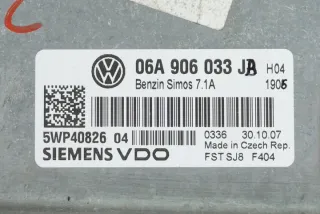 06A 906 033 JB H04
Benzin Simos 7.1A 1905
5WP40826 04 0336 30.10.07
Made in Czech Rep.
SIEMENS VDO FST SJ8 F404